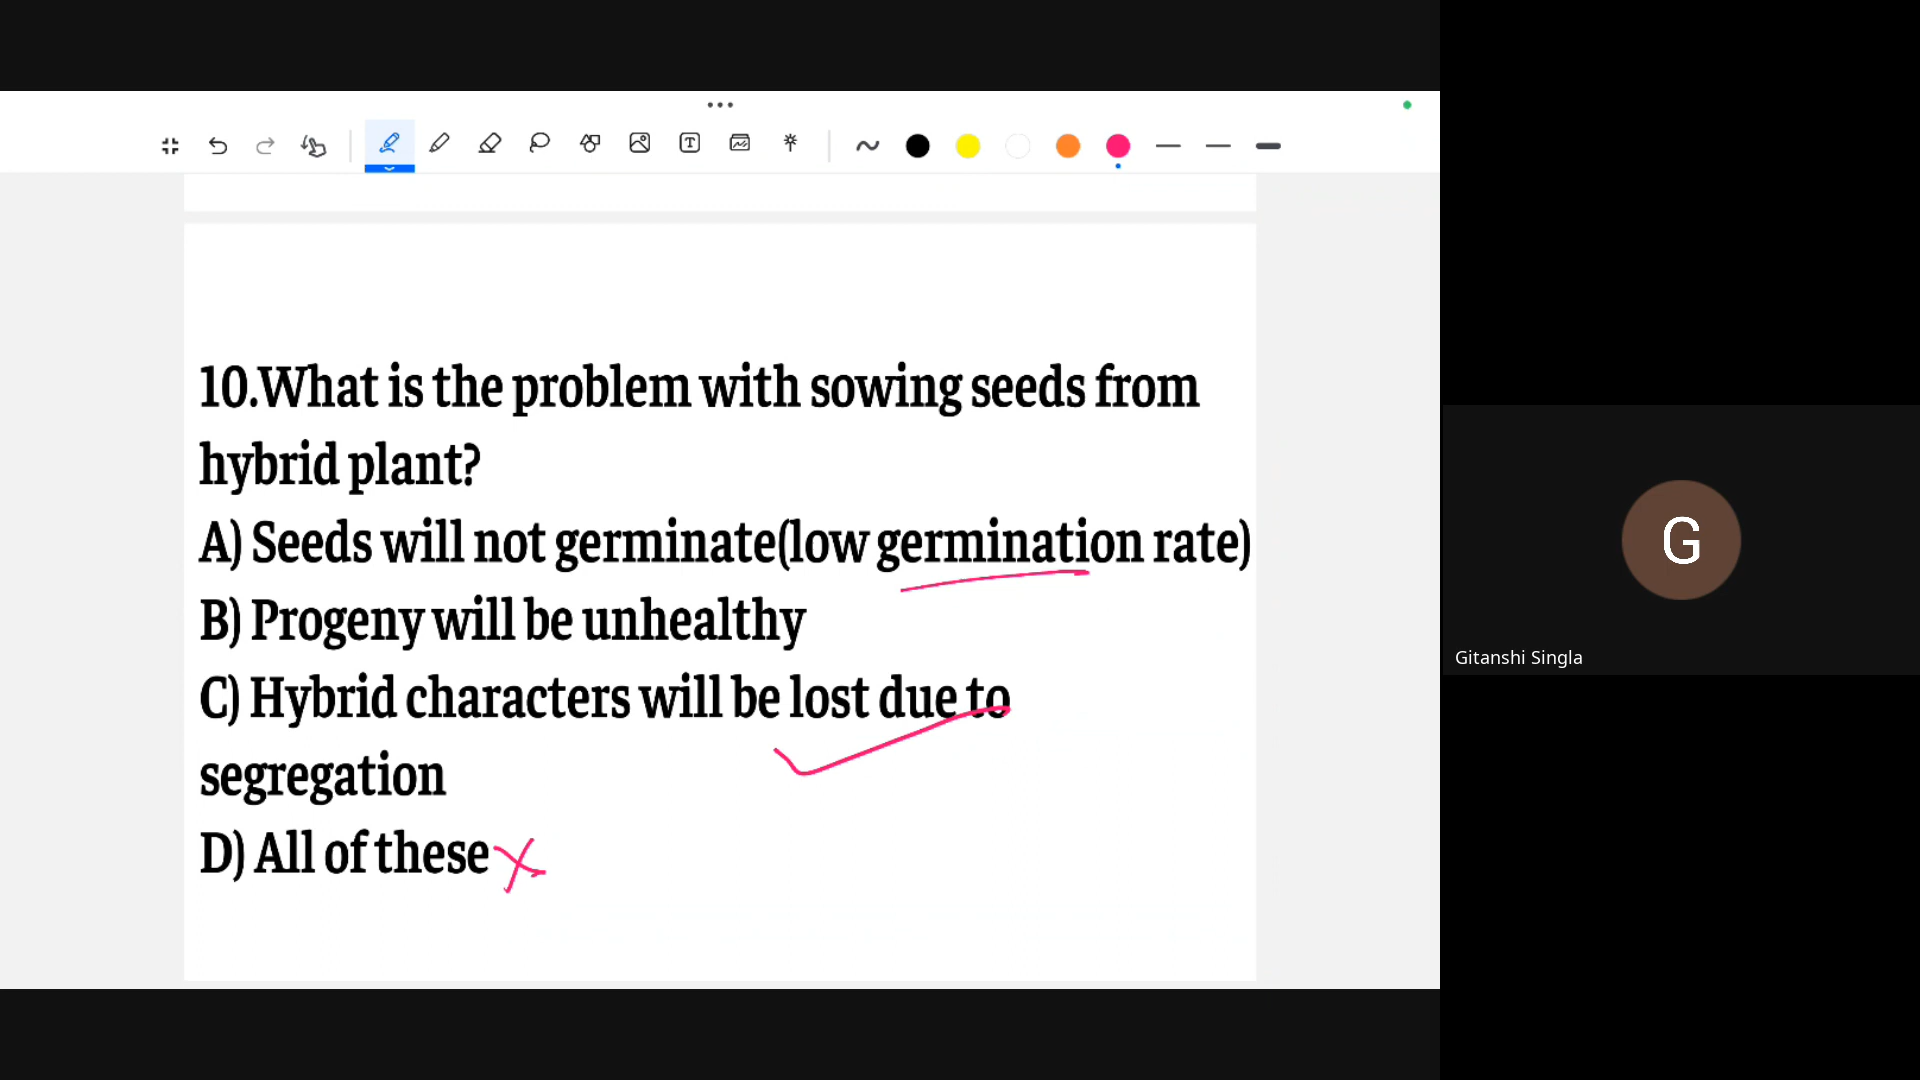 10.What is the problem with sowing seeds from
hybrid plant?
A) Seeds will not germinate(low germination rate)
B) Progeny will be unhealthy
C) Hybrid characters will be lost due to
segregation
D) All of these
G
Gitanshi Singla